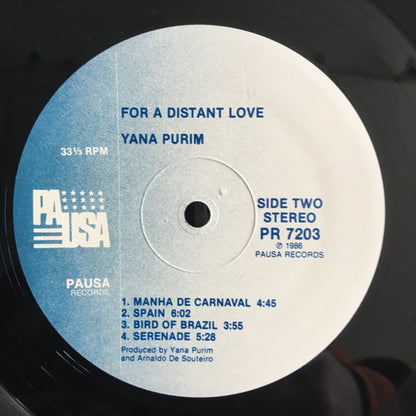 FOR A DISTANT LOVE
YANA PURIM
33⅓ RPM
PAUSA
SIDE TWO
STEREO
PR 7203
℗ 1986
PAUSA RECORDS
PAUSA
RECORDS
1. MANHA DE CARNAVAL 4:45
2. SPAIN 6:02
3. BIRD OF BRAZIL 3:55
4. SERENADE 5:28
Produced by Yana Purim
and Arnaldo De Souteiro